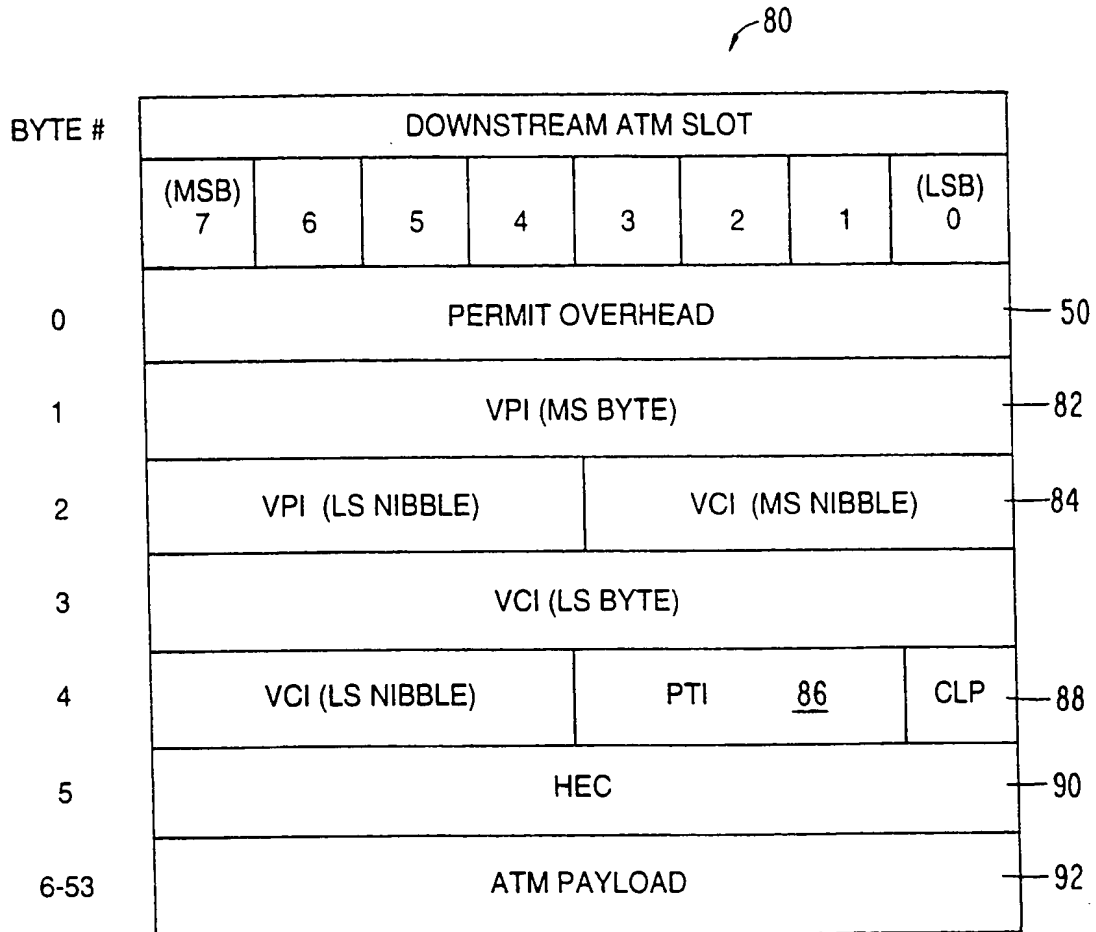 80
BYTE # DOWNSTREAM ATM SLOT
(MSB) (LSB)
7 6 5 4 3 2 1 0
0 PERMIT OVERHEAD 50
1 VPI (MS BYTE) 82
2 VPI (LS NIBBLE) VCI (MS NIBBLE) 84
3 VCI (LS BYTE)
4 VCI (LS NIBBLE) PTI 86 CLP 88
5 HEC 90
6-53 ATM PAYLOAD 92